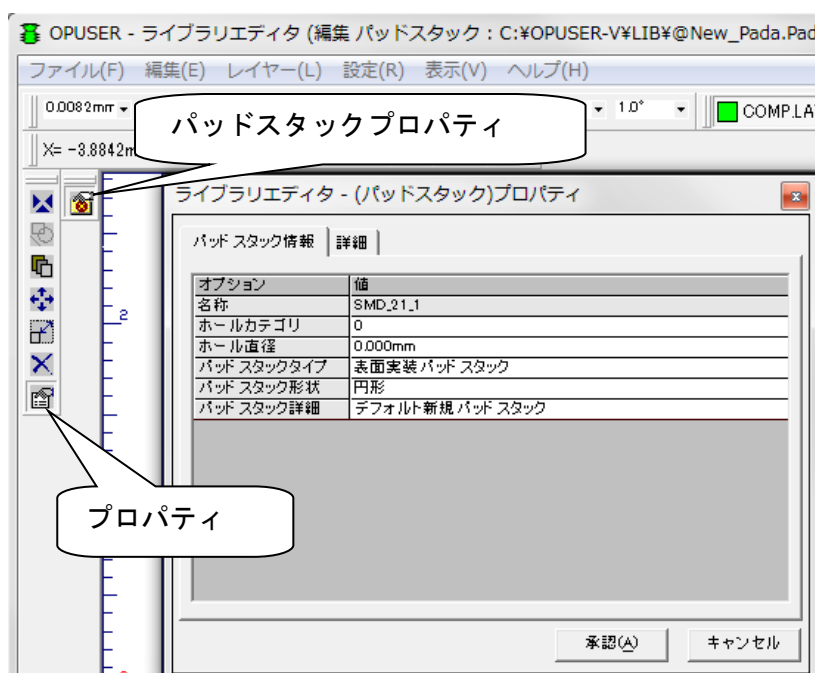 OPUSER - ライブラリエディタ (編集 パッドスタック : C:¥OPUSER-V¥LIB¥@New_Pada.Pad
ファイル(F) 編集(E) レイヤー(L) 設定(R) 表示(V) ヘルプ(H)
0.0082mm
1.0°
COMP.LA
パッドスタックプロパティ
X= -3.8842m
ライブラリエディタ - (パッドスタック)プロパティ
パッド スタック情報 詳細
オプション 値
名称 SMD_21_1
ホールカテゴリ 0
ホール直径 0.000mm
パッド スタックタイプ 表面実装 パッド スタック
パッド スタック形状 円形
パッド スタック詳細 デフォルト新規 パッド スタック
2
プロパティ
承認(A) キャンセル